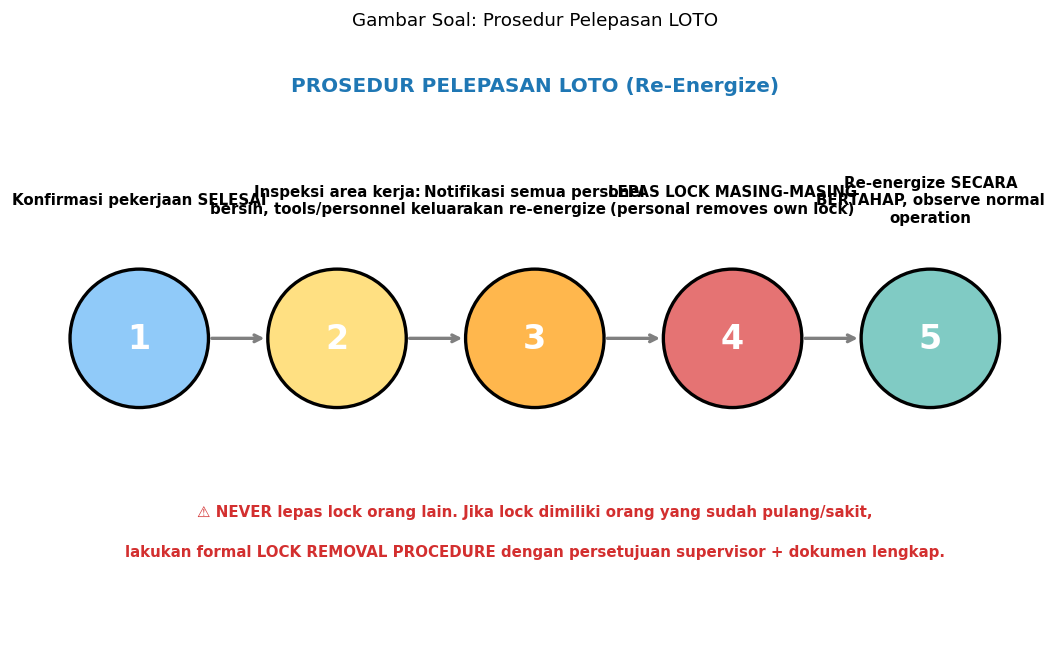 Gambar Soal: Prosedur Pelepasan LOTO
PROSEDUR PELEPASAN LOTO (Re-Energize)
Konfirmasi pekerjaan SELESAI
Inspeksi area kerja:
bersih, tools/personnel keluar
Notifikasi semua personel
akan re-energize
LEPAS LOCK MASING-MASING
(personal removes own lock)
Re-energize SECARA
BERTAHAP, observe normal
operation
1
2
3
4
5
⚠ NEVER lepas lock orang lain. Jika lock dimiliki orang yang sudah pulang/sakit,
lakukan formal LOCK REMOVAL PROCEDURE dengan persetujuan supervisor + dokumen lengkap.